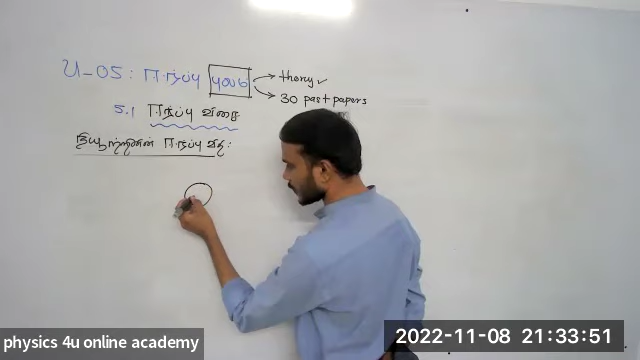 U-05: ஈர்ப்பு புலம் → theory ✓
→ 30 past papers
5.1 ஈர்ப்பு விசை
நியூற்றனின் ஈர்ப்பு விதி:
physics 4u online academy
2022-11-08 21:33:51